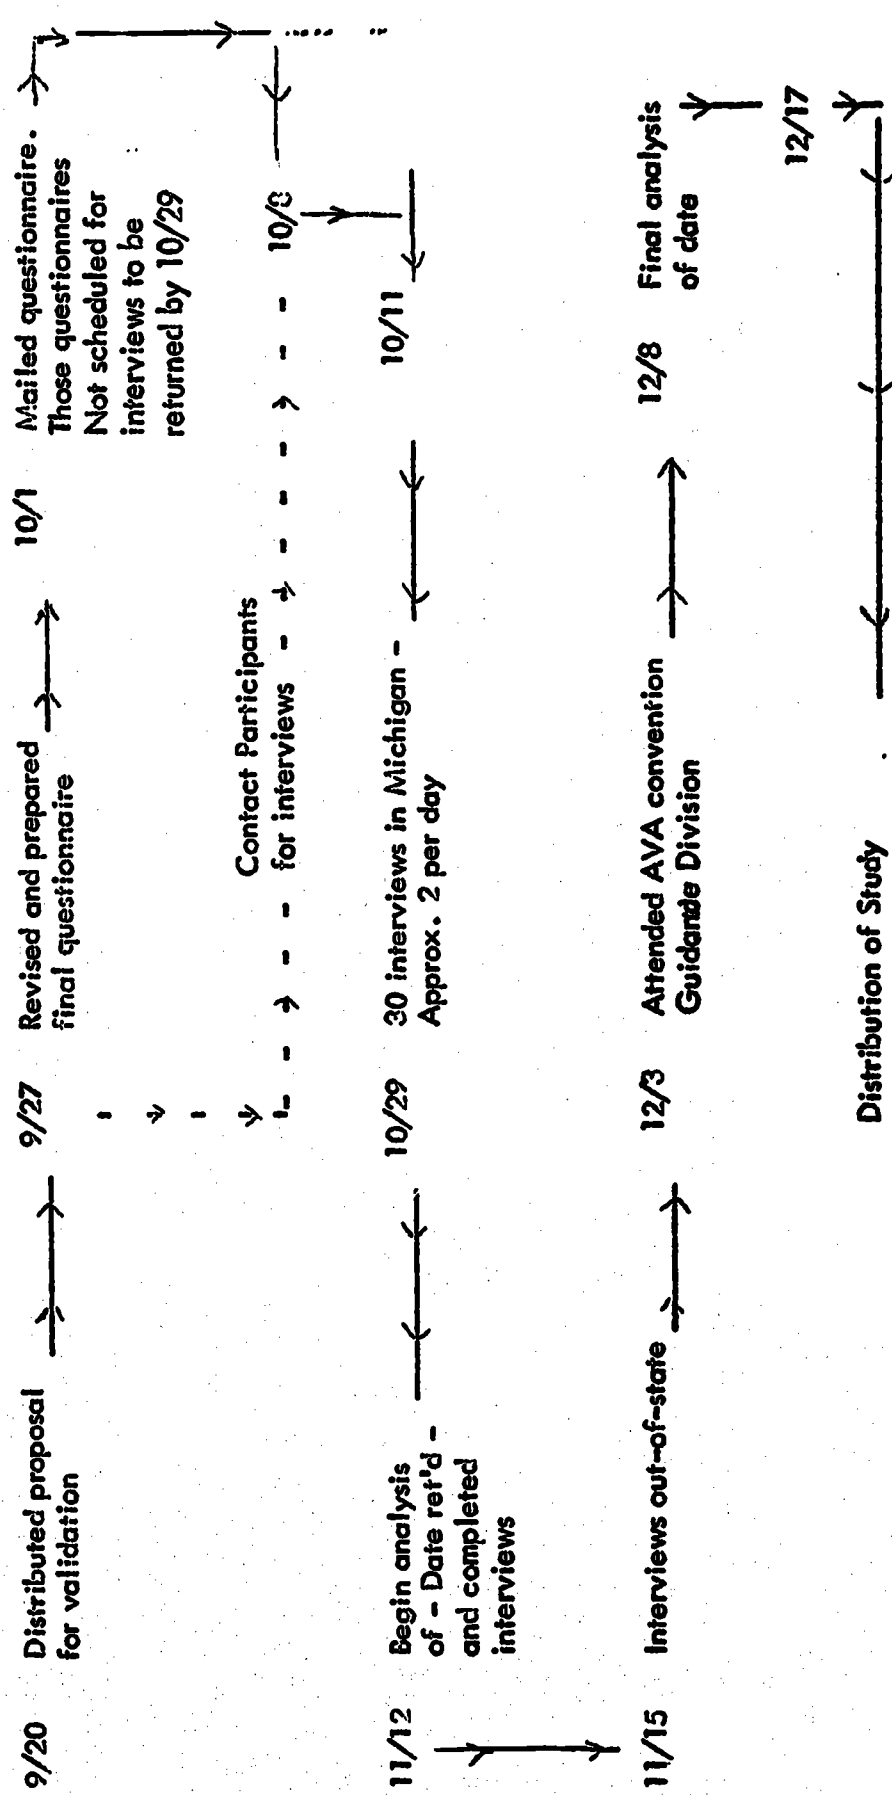 9/20 Distributed proposal
for validation
9/27 Revised and prepared
final questionnaire
10/1 Mailed questionnaire.
Those questionnaires
Not scheduled for
interviews to be
returned by 10/29
Contact Participants
for interviews
10/8
10/11
10/29 30 interviews in Michigan -
Approx. 2 per day
11/12 Begin analysis
of - Date ret'd -
and completed
interviews
11/15 Interviews out-of-state
12/3 Attended AVA convention
Guidande Division
12/8 Final analysis
of date
12/17
Distribution of Study